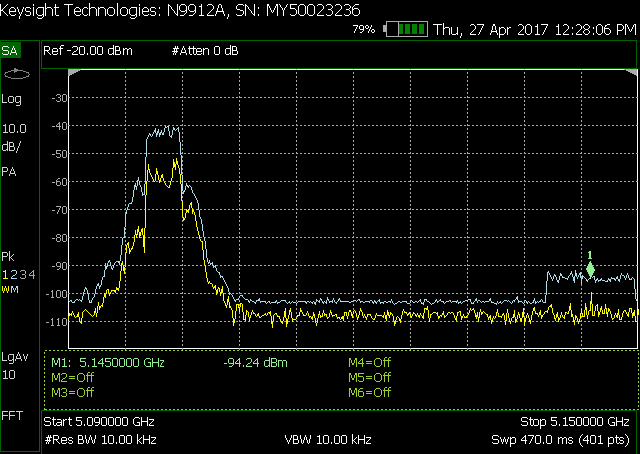 Keysight Technologies: N9912A, SN: MY50023236
79% Thu, 27 Apr 2017 12:28:06 PM
SA Ref -20.00 dBm #Atten 0 dB
Log
10.0
dB/
PA
-30
-40
-50
-60
-70
-80
-90
-100
-110
1
Pk
1234
WM
LgAv
10
FFT
M1: 5.1450000 GHz -94.24 dBm M4=Off
M2=Off M5=Off
M3=Off M6=Off
Start 5.090000 GHz Stop 5.150000 GHz
#Res BW 10.00 kHz VBW 10.00 kHz Swp 470.0 ms (401 pts)